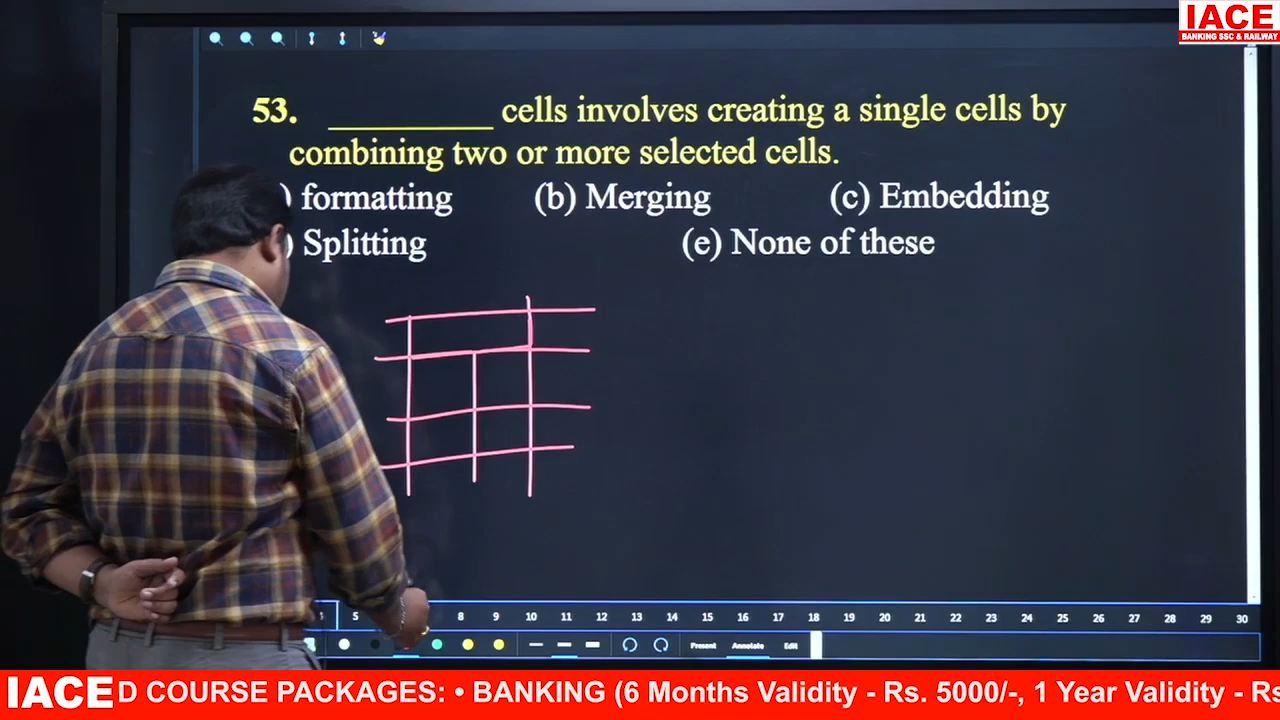 IACE
BANKING SSC & RAILWAY
53. __________ cells involves creating a single cells by
combining two or more selected cells.
) formatting (b) Merging (c) Embedding
) Splitting (e) None of these
5 8 9 10 11 12 13 14 15 16 17 18 19 20 21 22 23 24 25 26 27 28 29 30
Present Annotate Edit
IACE D COURSE PACKAGES: • BANKING (6 Months Validity - Rs. 5000/-, 1 Year Validity - Rs